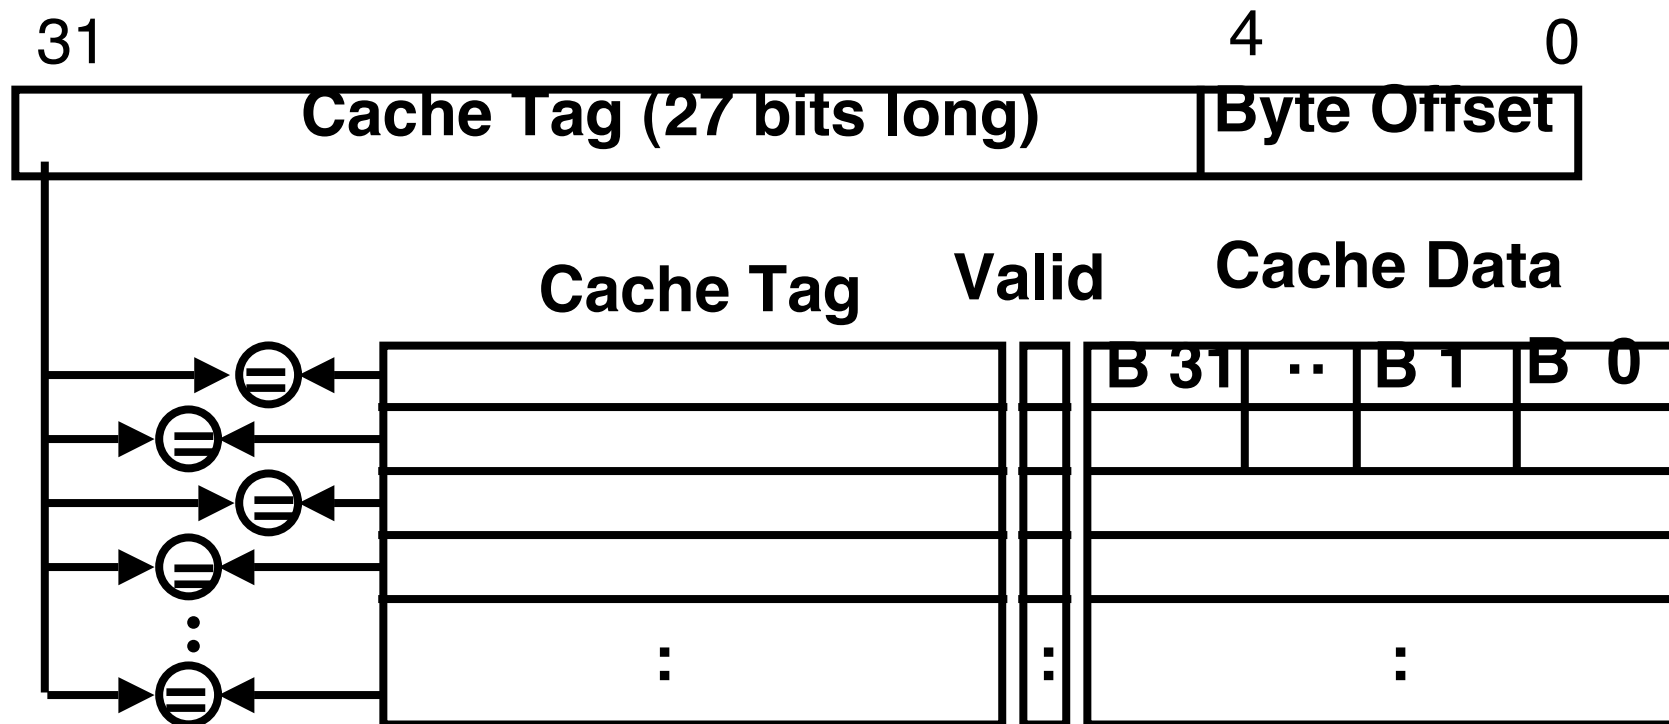 31 4 0
Cache Tag (27 bits long) Byte Offset
Cache Tag Valid Cache Data
B 31 ·· B 1 B 0
= 
=
=
=
:
: : :
=